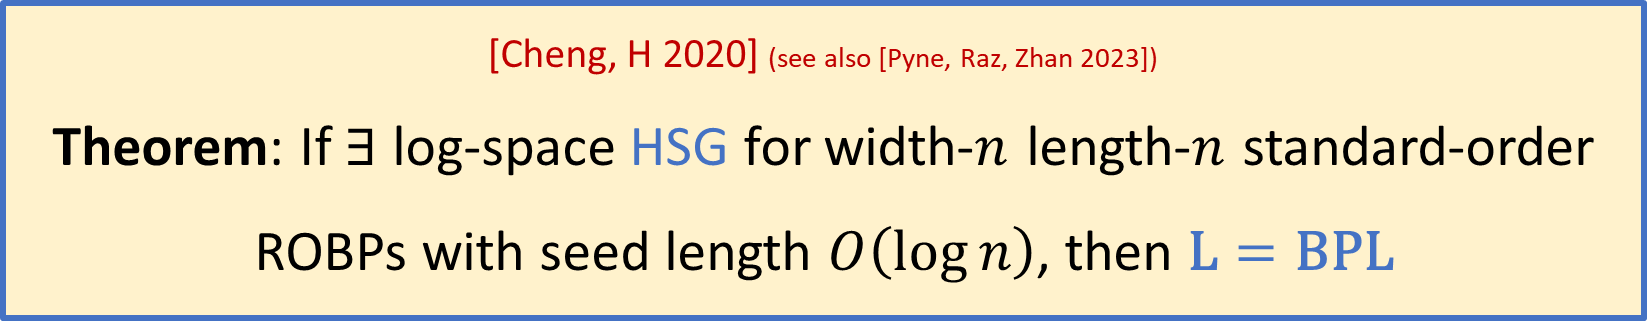 [Cheng, H 2020] (see also [Pyne, Raz, Zhan 2023])
Theorem: If ∃ log-space HSG for width-n length-n standard-order
ROBPs with seed length O(log n), then L = BPL